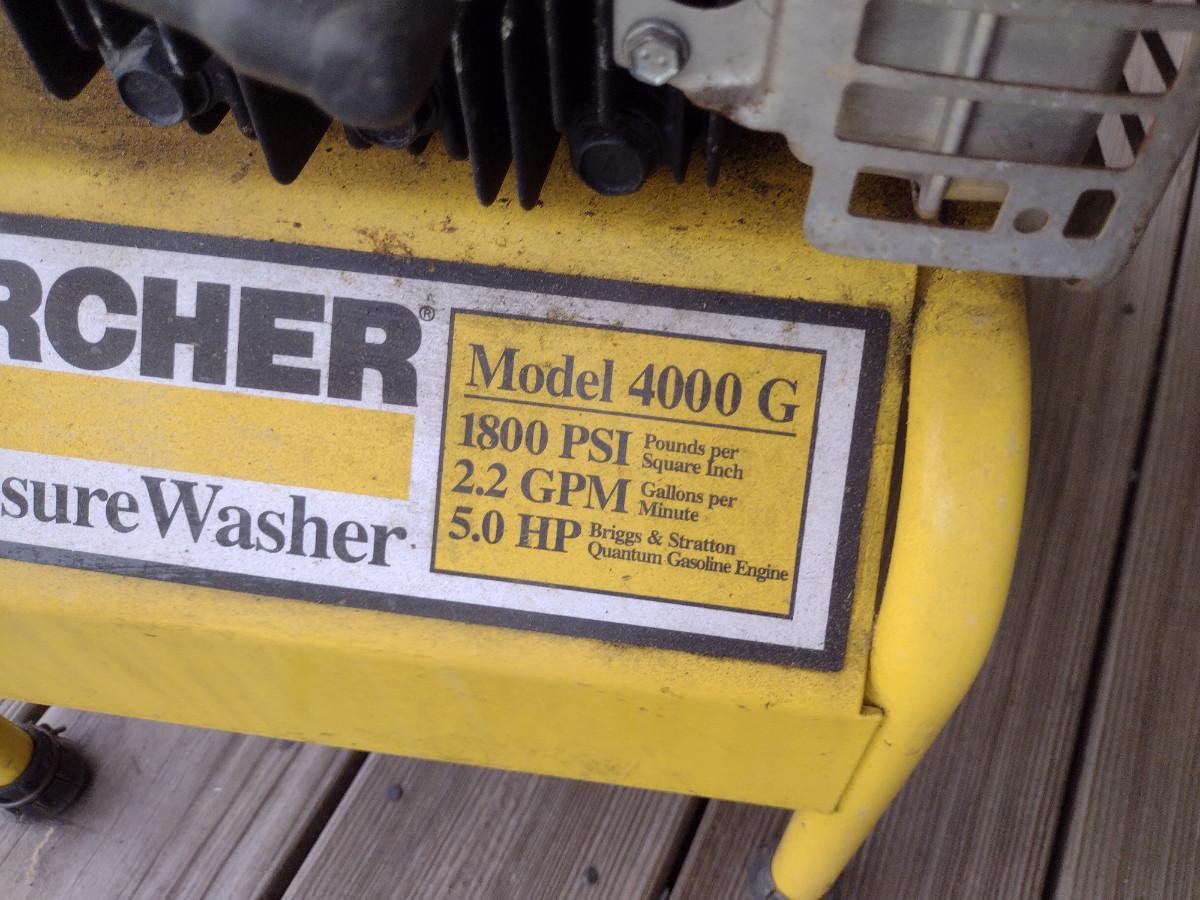 RCHER®
sureWasher
Model 4000 G
1800 PSI Pounds per Square Inch
2.2 GPM Gallons per Minute
5.0 HP Briggs & Stratton Quantum Gasoline Engine